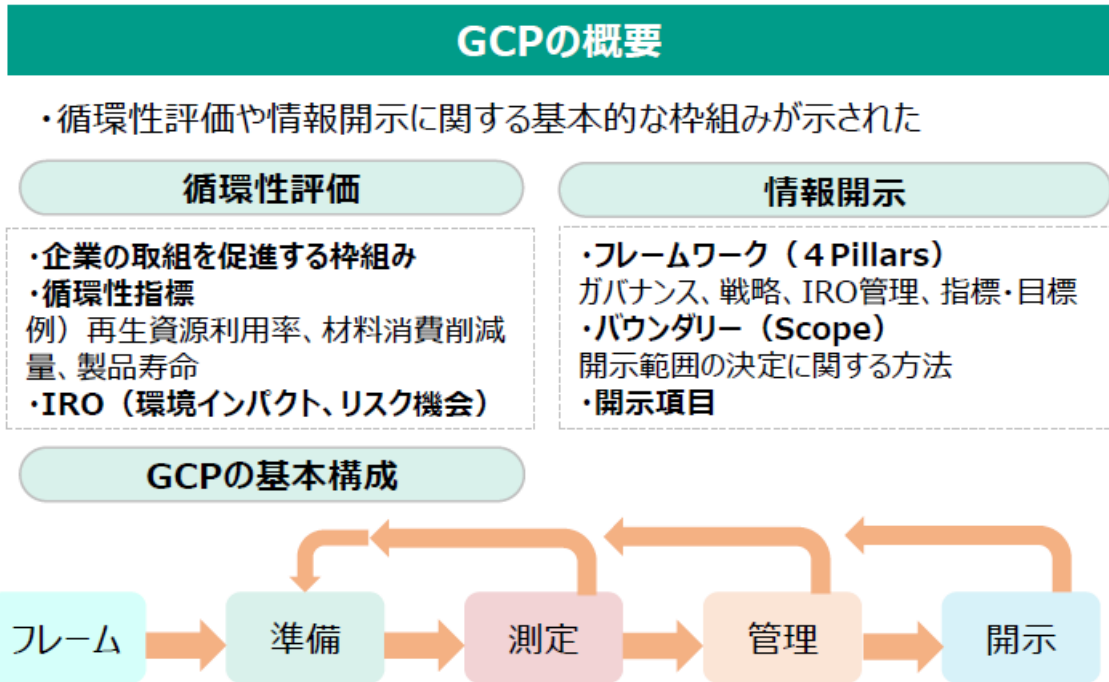 GCPの概要
・循環性評価や情報開示に関する基本的な枠組みが示された
循環性評価
・企業の取組を促進する枠組み
・循環性指標
例）再生資源利用率、材料消費削減
量、製品寿命
・IRO（環境インパクト、リスク機会）
情報開示
・フレームワーク（４Pillars）
ガバナンス、戦略、IRO管理、指標・目標
・バウンダリー（Scope）
開示範囲の決定に関する方法
・開示項目
GCPの基本構成
フレーム
準備
測定
管理
開示